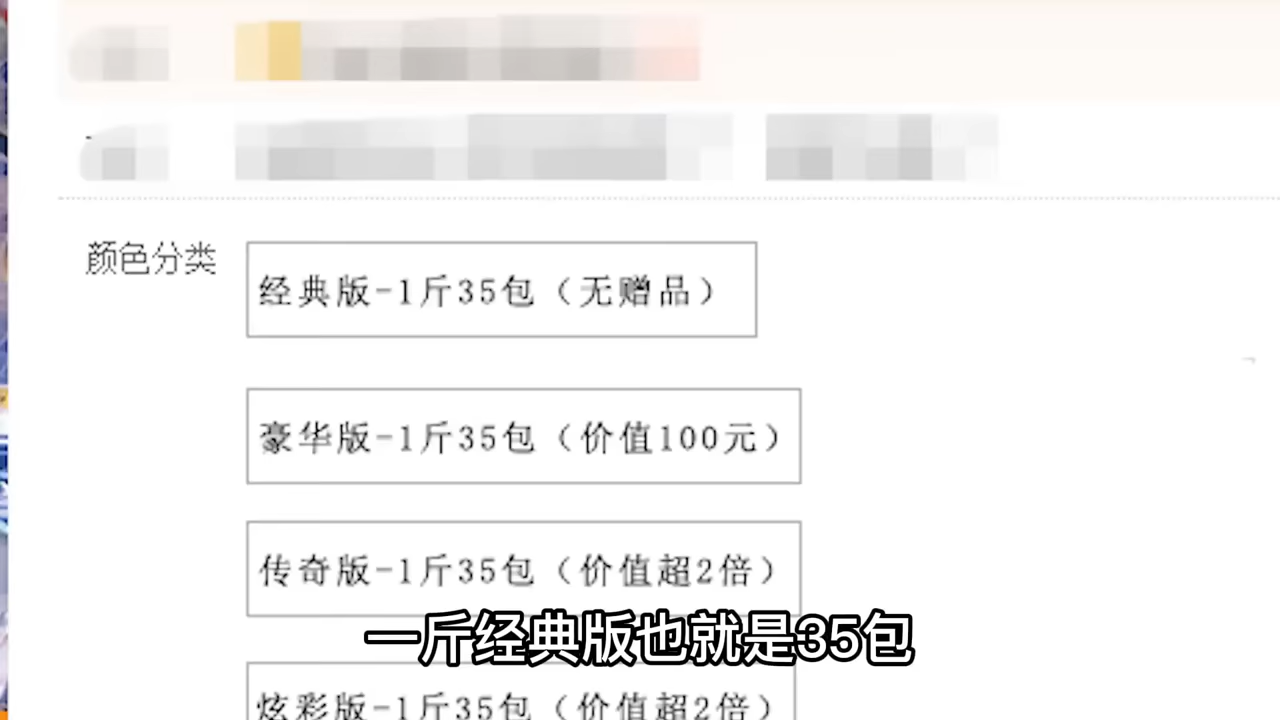 颜色分类
经典版-1斤35包（无赠品）
豪华版-1斤35包（价值100元）
传奇版-1斤35包（价值超2倍）
一斤经典版也就是35包
炫彩版-1斤35包（价值超2倍）